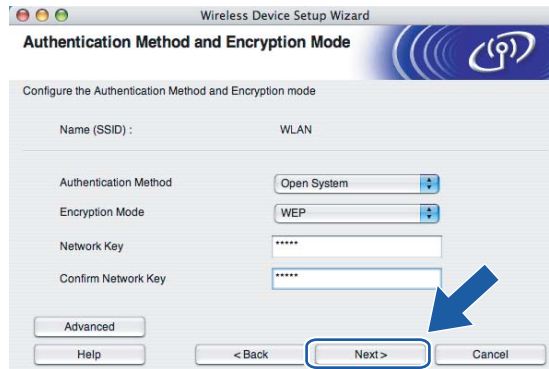 Wireless Device Setup Wizard
Authentication Method and Encryption Mode
Configure the Authentication Method and Encryption mode
Name (SSID) : WLAN
Authentication Method Open System
Encryption Mode WEP
Network Key *****
Confirm Network Key *****
Advanced
Help < Back Next > Cancel